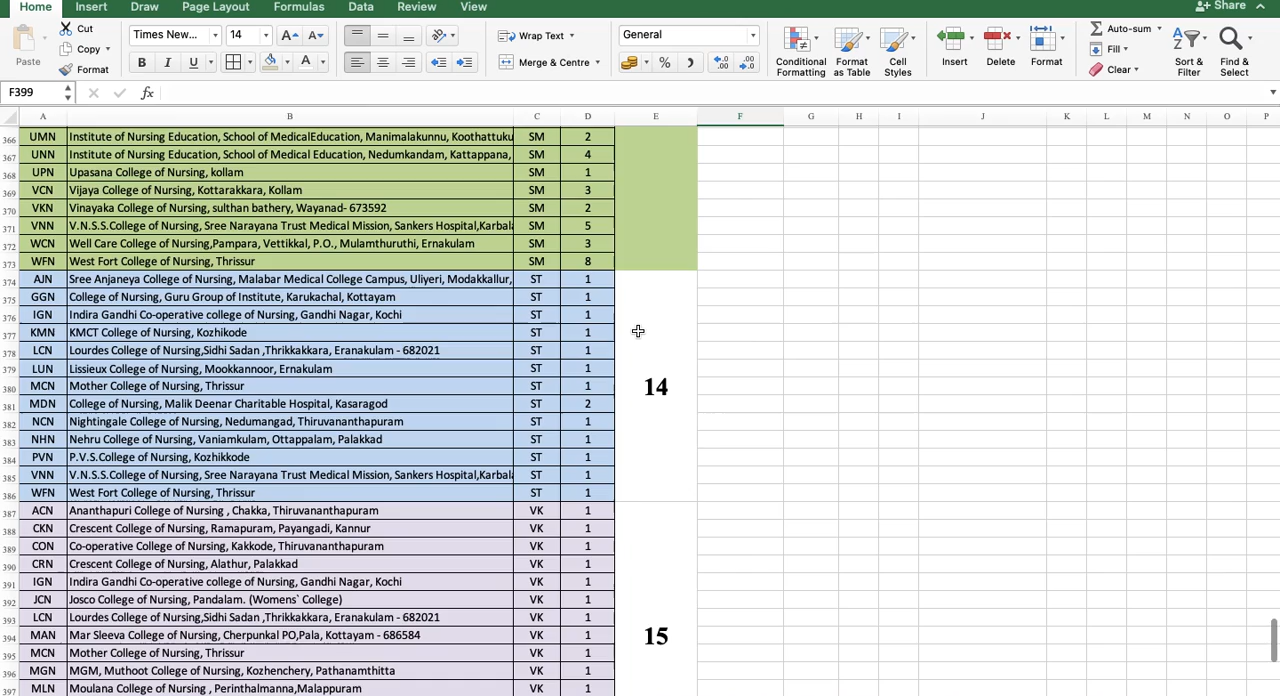 Home Insert Draw Page Layout Formulas Data Review View Share
Cut Times New... 14 A A Wrap Text General Auto-sum
Copy Fill
Paste Format B I U A Merge & Centre % Conditional Formatting Format as Table Cell Styles Insert Delete Format Clear Sort & Filter Find & Select
F399 fx
A B C D E F G H I J K L M N O P
366 UMN Institute of Nursing Education, School of MedicalEducation, Manimalakunnu, Koothattuku SM 2
367 UNN Institute of Nursing Education, School of Medical Education, Nedumkandam, Kattappana, SM 4
368 UPN Upasana College of Nursing, kollam SM 1
369 VCN Vijaya College of Nursing, Kottarakkara, Kollam SM 3
370 VKN Vinayaka College of Nursing, sulthan bathery, Wayanad- 673592 SM 2
371 VNN V.N.S.S.College of Nursing, Sree Narayana Trust Medical Mission, Sankers Hospital,Karbala SM 5
372 WCN Well Care College of Nursing,Pampara, Vettikkal, P.O., Mulamthuruthi, Ernakulam SM 3
373 WFN West Fort College of Nursing, Thrissur SM 8
374 AJN Sree Anjaneya College of Nursing, Malabar Medical College Campus, Uliyeri, Modakkallur, ST 1
375 GGN College of Nursing, Guru Group of Institute, Karukachal, Kottayam ST 1
376 IGN Indira Gandhi Co-operative college of Nursing, Gandhi Nagar, Kochi ST 1
377 KMN KMCT College of Nursing, Kozhikode ST 1
378 LCN Lourdes College of Nursing,Sidhi Sadan ,Thrikkakkara, Eranakulam - 682021 ST 1
379 LUN Lissieux College of Nursing, Mookkannoor, Ernakulam ST 1
380 MCN Mother College of Nursing, Thrissur ST 1 14
381 MDN College of Nursing, Malik Deenar Charitable Hospital, Kasaragod ST 2
382 NCN Nightingale College of Nursing, Nedumangad, Thiruvananthapuram ST 1
383 NHN Nehru College of Nursing, Vaniamkulam, Ottappalam, Palakkad ST 1
384 PVN P.V.S.College of Nursing, Kozhikkode ST 1
385 VNN V.N.S.S.College of Nursing, Sree Narayana Trust Medical Mission, Sankers Hospital,Karbala ST 1
386 WFN West Fort College of Nursing, Thrissur ST 1
387 ACN Ananthapuri College of Nursing , Chakka, Thiruvananthapuram VK 1
388 CKN Crescent College of Nursing, Ramapuram, Payangadi, Kannur VK 1
389 CON Co-operative College of Nursing, Kakkode, Thiruvananthapuram VK 1
390 CRN Crescent College of Nursing, Alathur, Palakkad VK 1
391 IGN Indira Gandhi Co-operative college of Nursing, Gandhi Nagar, Kochi VK 1
392 JCN Josco College of Nursing, Pandalam. (Womens` College) VK 1
393 LCN Lourdes College of Nursing,Sidhi Sadan ,Thrikkakkara, Eranakulam - 682021 VK 1
394 MAN Mar Sleeva College of Nursing, Cherpunkal PO,Pala, Kottayam - 686584 VK 1 15
395 MCN Mother College of Nursing, Thrissur VK 1
396 MGN MGM, Muthoot College of Nursing, Kozhenchery, Pathanamthitta VK 1
397 MLN Moulana College of Nursing , Perinthalmanna,Malappuram VK 1